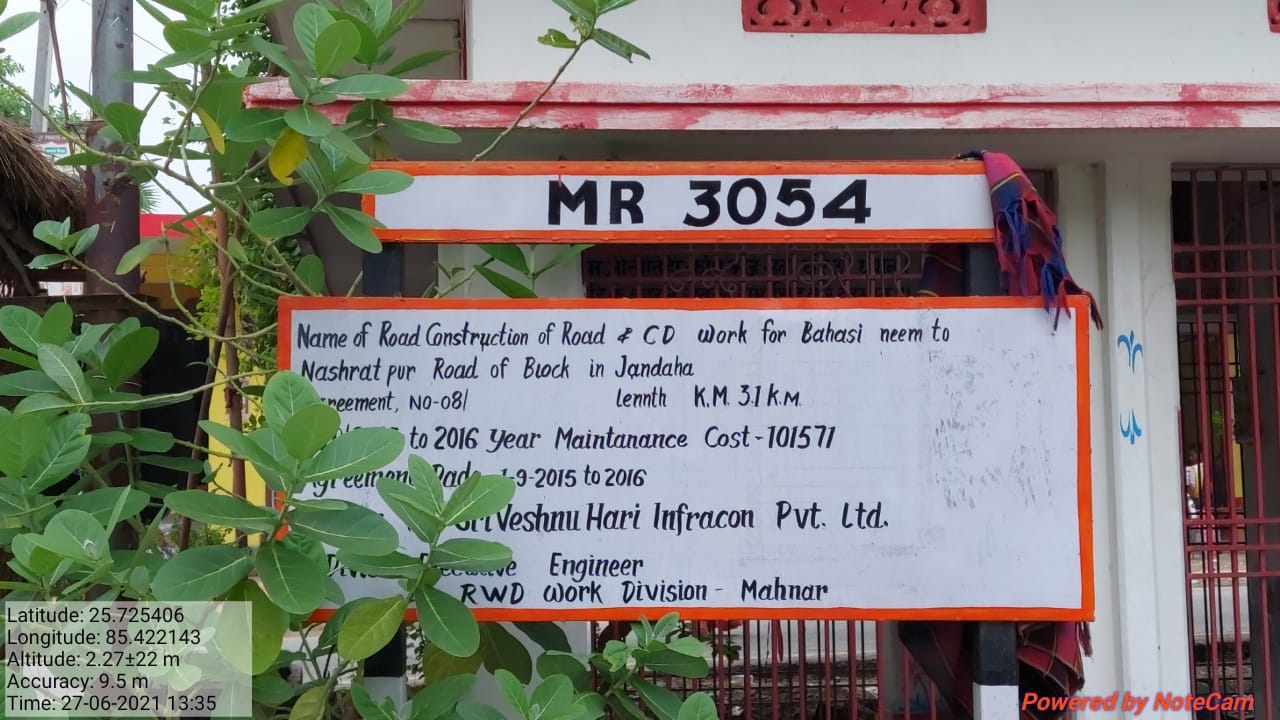 MR 3054
Name of Road Construction of Road & CD work for Bahasi neem to
Nashrat pur Road of Block in Jandaha
reement, NO-08/ Lennth K.M. 3.1 K.M.
to 2016 Year Maintanance Cost-101571
Agreement 1-9-2015 to 2016
Sri Veshnu Hari Infracon Pvt. Ltd.
Engineer
RWD Work Division - Mahnar
Latitude: 25.725406
Longitude: 85.422143
Altitude: 2.27±22 m
Accuracy: 9.5 m
Time: 27-06-2021 13:35
Powered by NoteCam